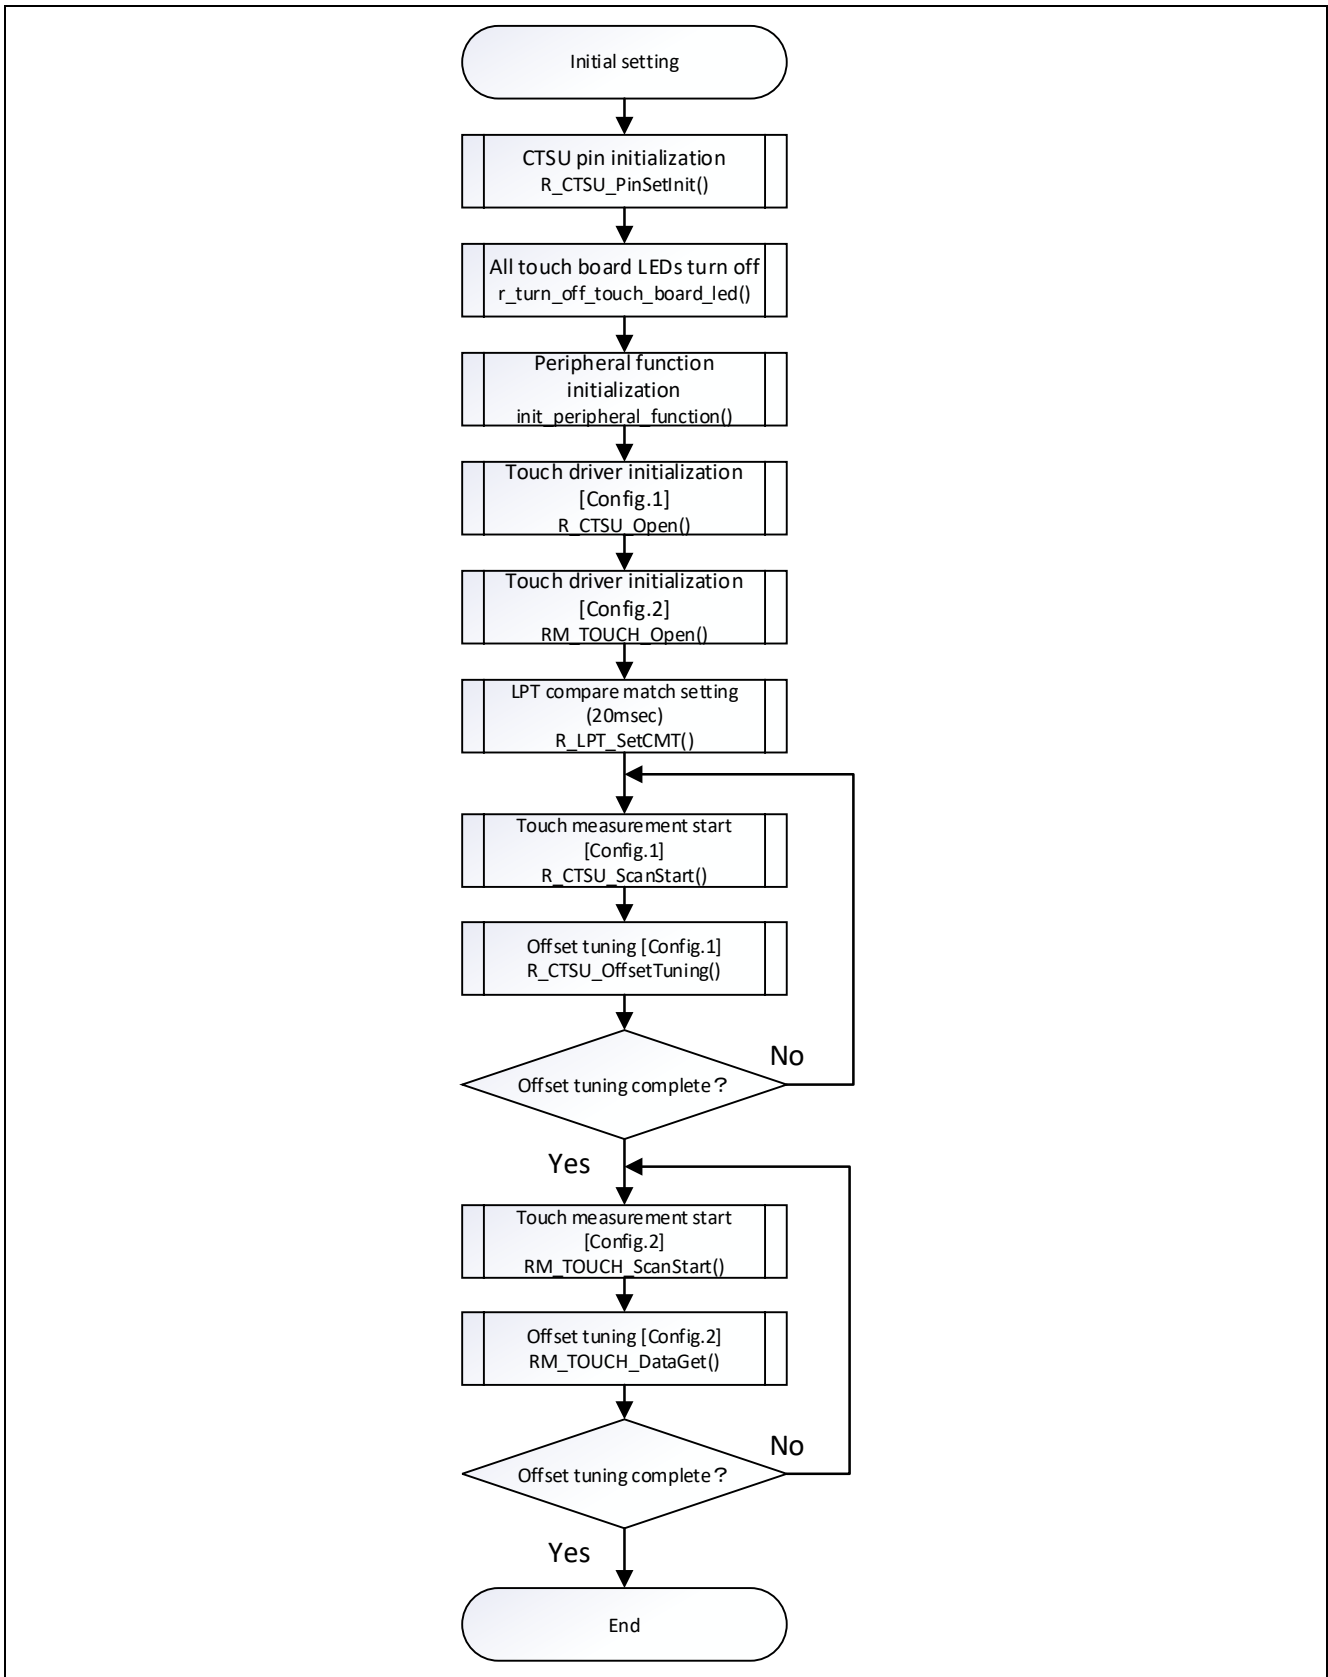 Initial setting
CTSU pin initialization
R_CTSU_PinSetInit()
All touch board LEDs turn off
r_turn_off_touch_board_led()
Peripheral function
initialization
init_peripheral_function()
Touch driver initialization
[Config.1]
R_CTSU_Open()
Touch driver initialization
[Config.2]
RM_TOUCH_Open()
LPT compare match setting
(20msec)
R_LPT_SetCMT()
Touch measurement start
[Config.1]
R_CTSU_ScanStart()
Offset tuning [Config.1]
R_CTSU_OffsetTuning()
No
Offset tuning complete？
Yes
Touch measurement start
[Config.2]
RM_TOUCH_ScanStart()
Offset tuning [Config.2]
RM_TOUCH_DataGet()
No
Offset tuning complete？
Yes
End